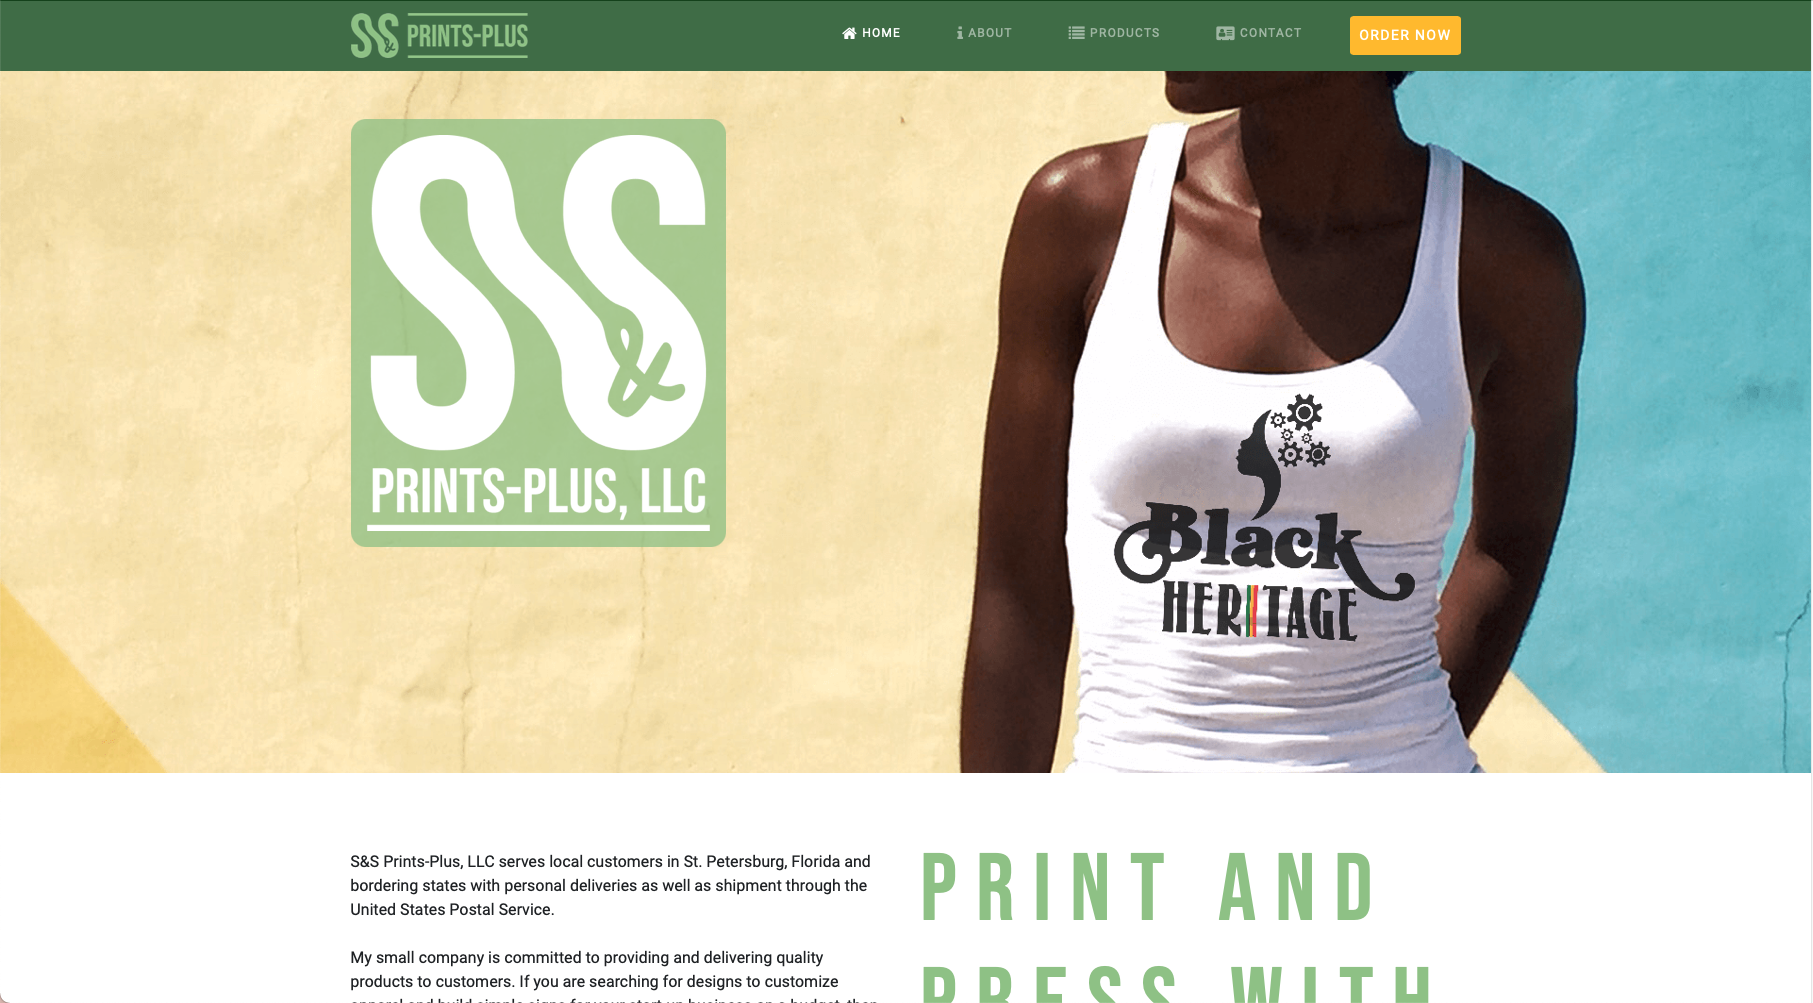 S&S PRINTS-PLUS
HOME
ABOUT
PRODUCTS
CONTACT
ORDER NOW
S&S
PRINTS-PLUS, LLC
Black
HERITAGE
S&S Prints-Plus, LLC serves local customers in St. Petersburg, Florida and
bordering states with personal deliveries as well as shipment through the
United States Postal Service.
My small company is committed to providing and delivering quality
products to customers. If you are searching for designs to customize
PRINT AND
PRESS WITH